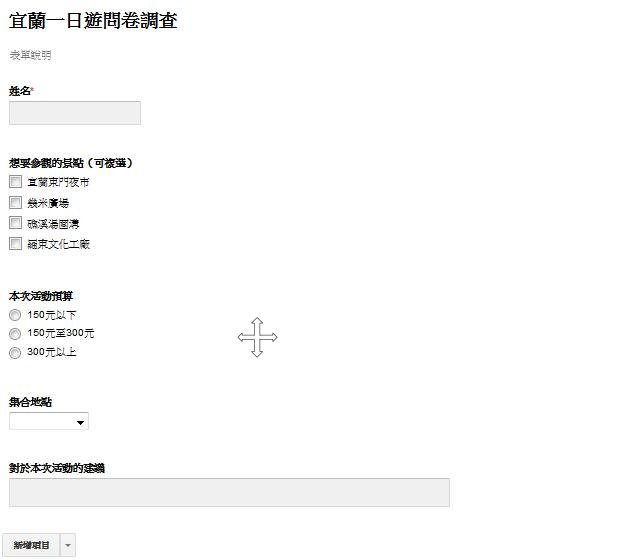 宜蘭一日遊問卷調查
表單說明
姓名*
想要參觀的景點（可複選）
宜蘭東門夜市
幾米廣場
礁溪湯圍溝
羅東文化工廠
本次活動預算
150元以下
150元至300元
300元以上
集合地點
對於本次活動的建議
新增項目